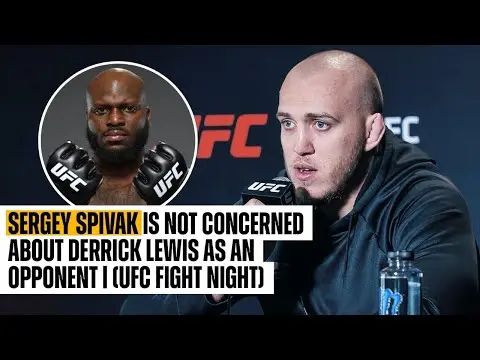 UFC
UFC
UFC
UFC
SERGEY SPIVAK IS NOT CONCERNED
ABOUT DERRICK LEWIS AS AN
OPPONENT | (UFC FIGHT NIGHT)